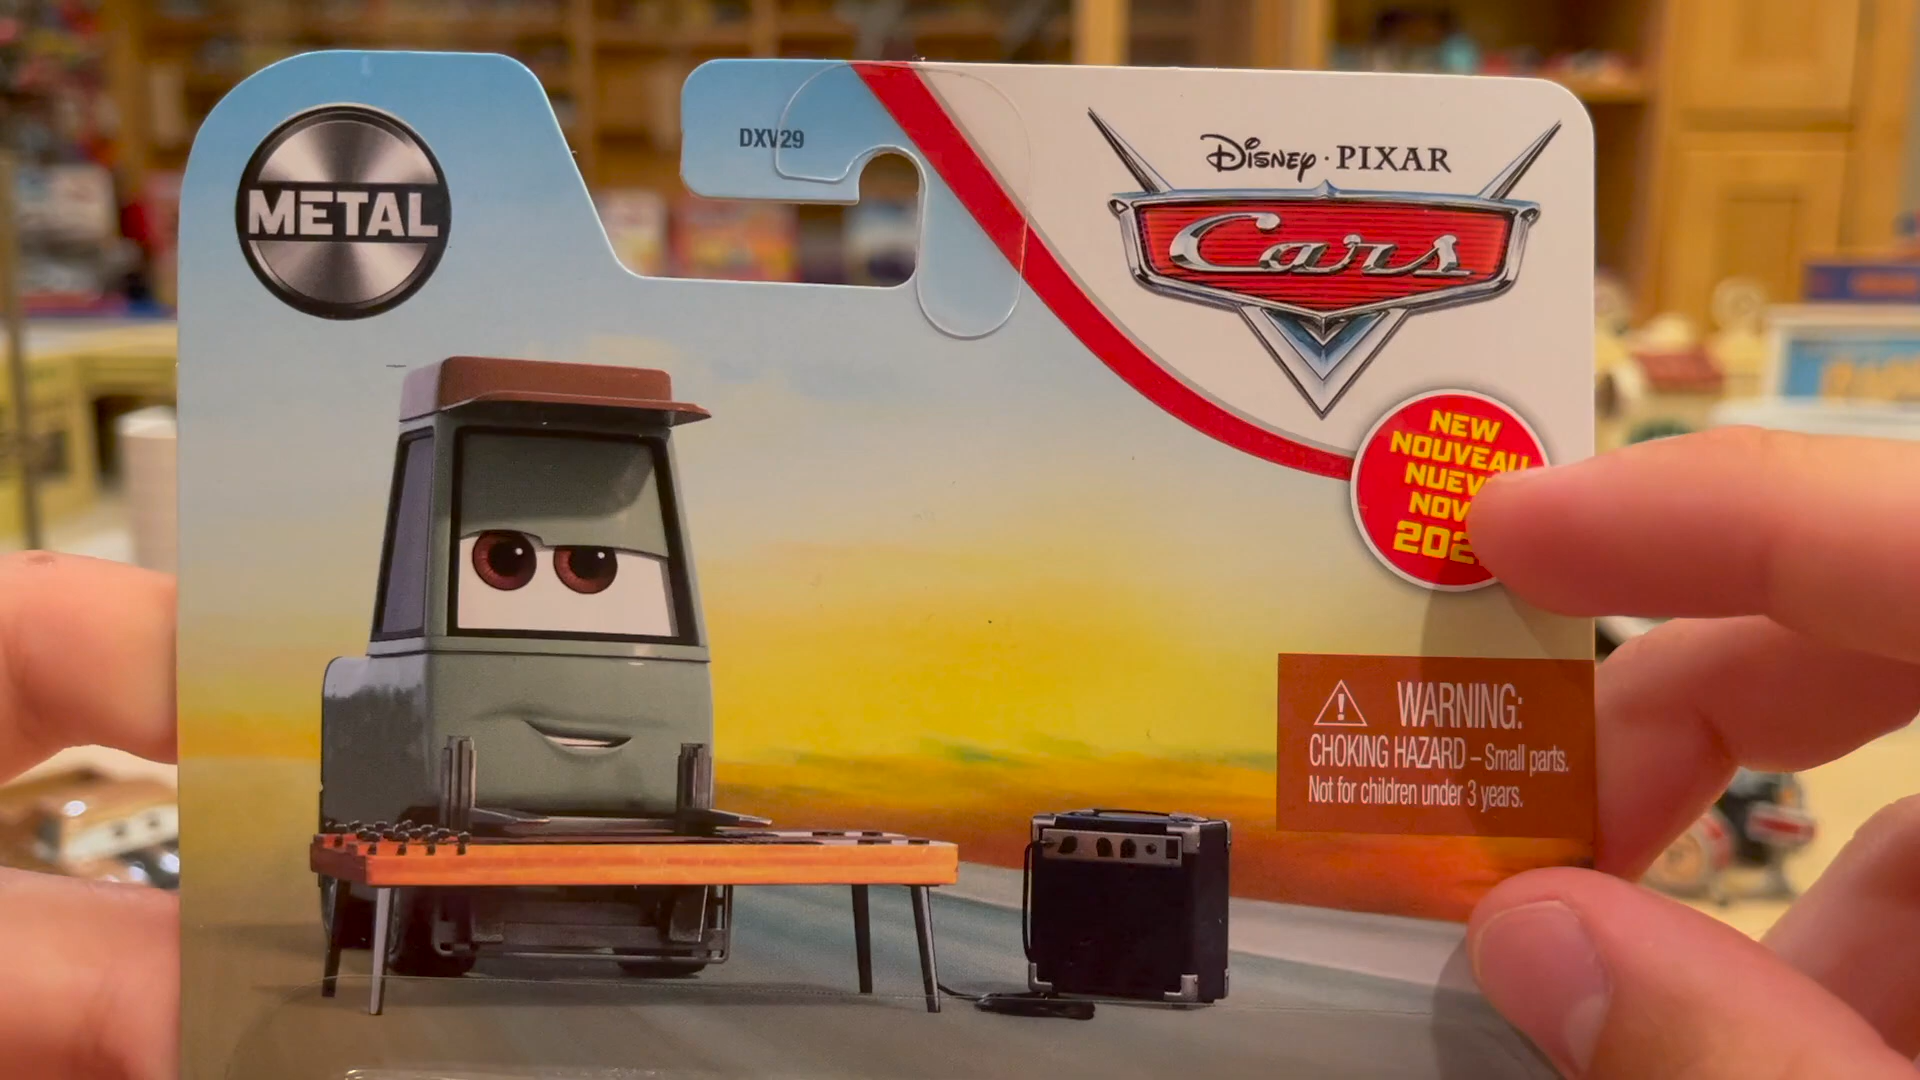 METAL
DXV29
Disney · PIXAR
Cars
NEW
NOUVEAU
WARNING:
CHOKING HAZARD – Small parts.
Not for children under 3 years.